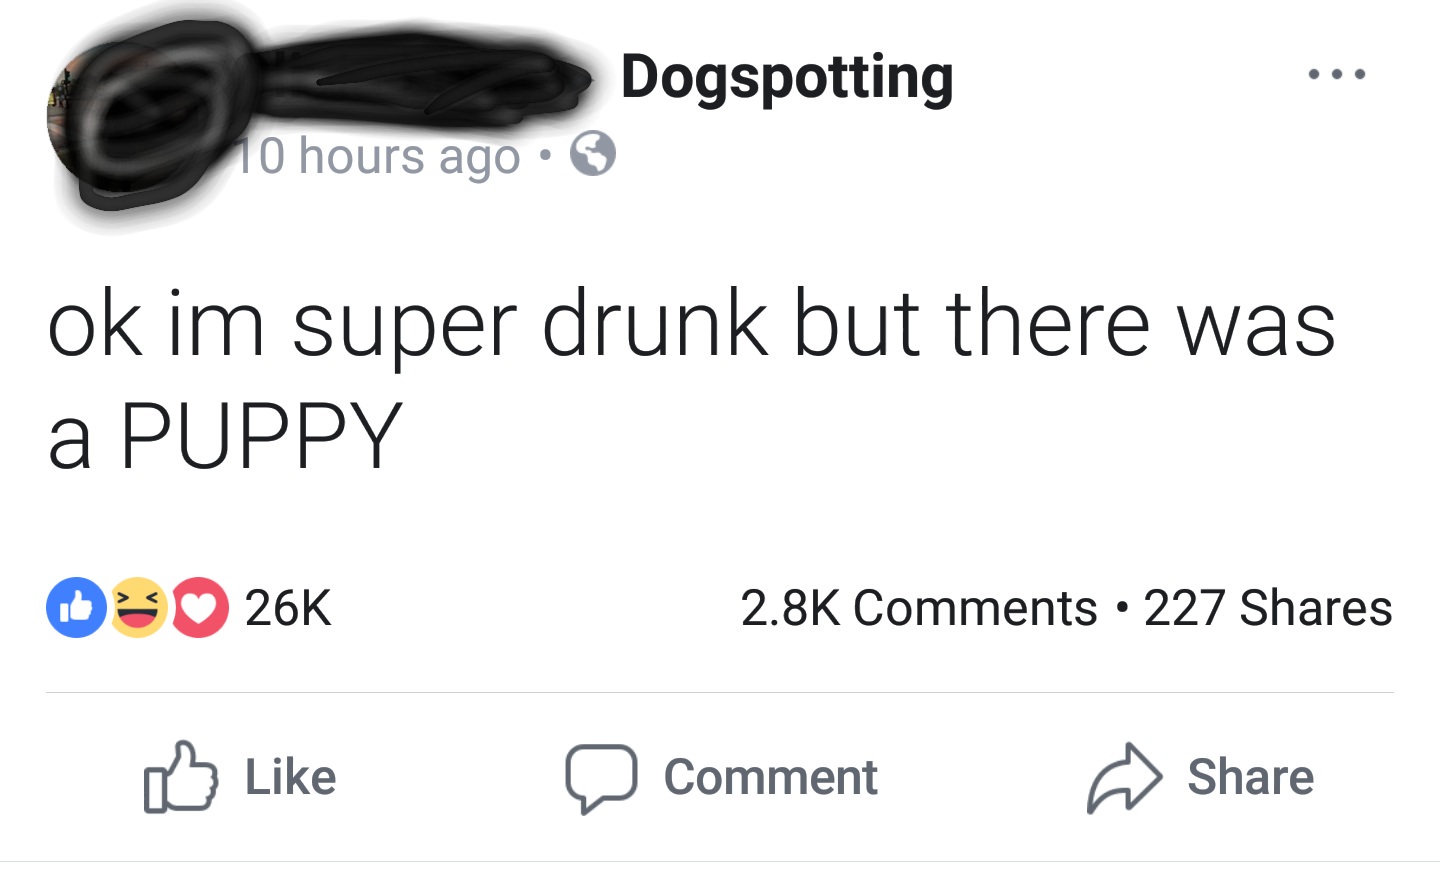 Dogspotting
10 hours ago
ok im super drunk but there was
a PUPPY
26K 2.8K Comments • 227 Shares
Like Comment Share